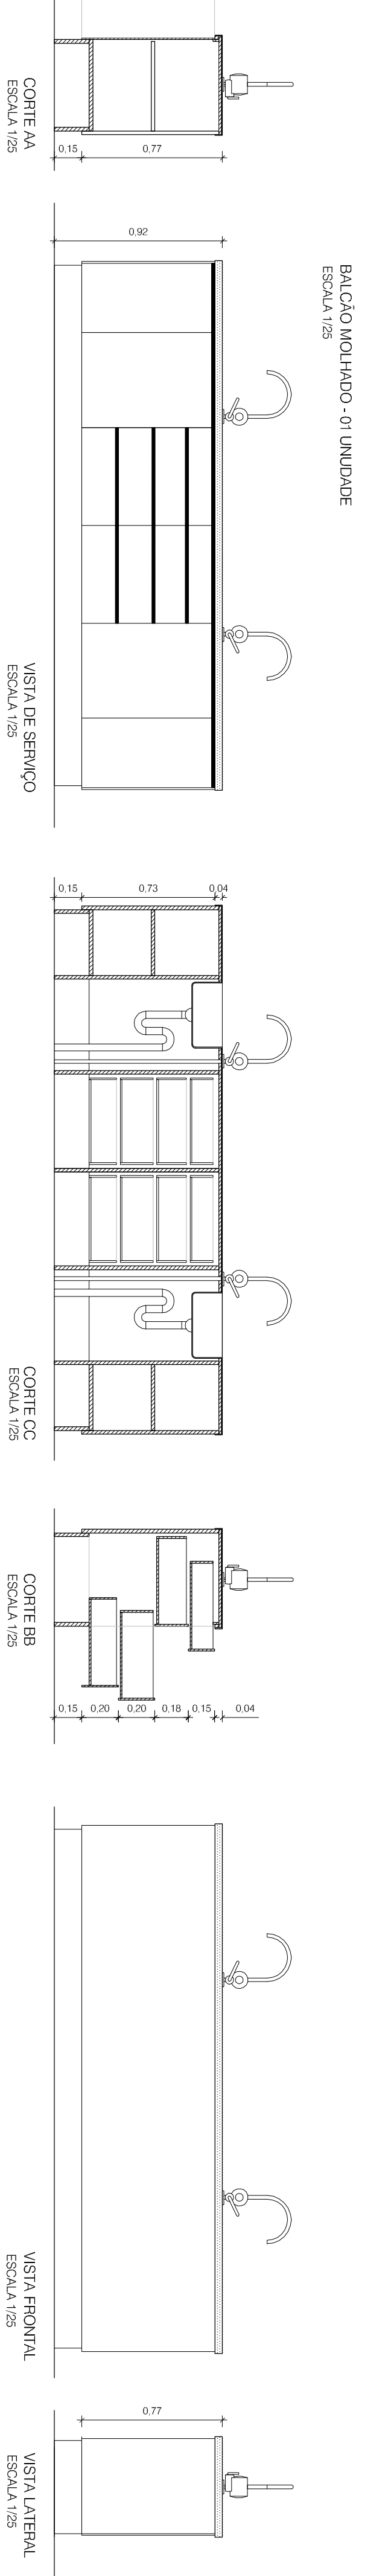 BALCÃO MOLHADO - 01 UNUDADE
ESCALA 1/25
0,15
0,77
CORTE AA
ESCALA 1/25
0,92
VISTA DE SERVIÇO
ESCALA 1/25
0,15
0,73
0,04
CORTE CC
ESCALA 1/25
0,15
0,20
0,20
0,18
0,15
0,04
CORTE BB
ESCALA 1/25
VISTA FRONTAL
ESCALA 1/25
0,77
VISTA LATERAL
ESCALA 1/25